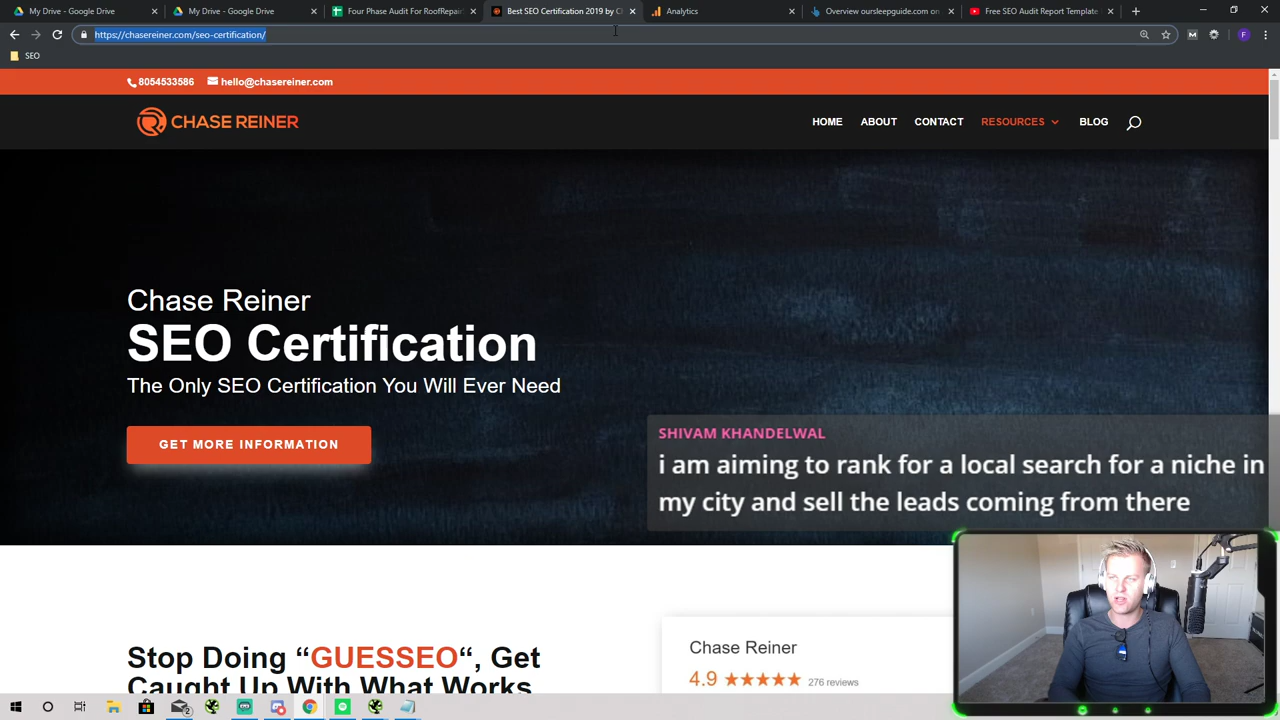 My Drive - Google Drive
My Drive - Google Drive
Four Phase Audit For RoofRepair
Best SEO Certification 2019 by C
Analytics
Overview oursleepguide.com on
Free SEO Audit Report Template
https://chasereiner.com/seo-certification/
SEO
8054533586
hello@chasereiner.com
CHASE REINER
HOME
ABOUT
CONTACT
RESOURCES
BLOG
Chase Reiner
SEO Certification
The Only SEO Certification You Will Ever Need
GET MORE INFORMATION
SHIVAM KHANDELWAL
i am aiming to rank for a local search for a niche in
my city and sell the leads coming from there
Stop Doing “GUESSEO“, Get
Caught Up With What Works
Chase Reiner
4.9
276 reviews